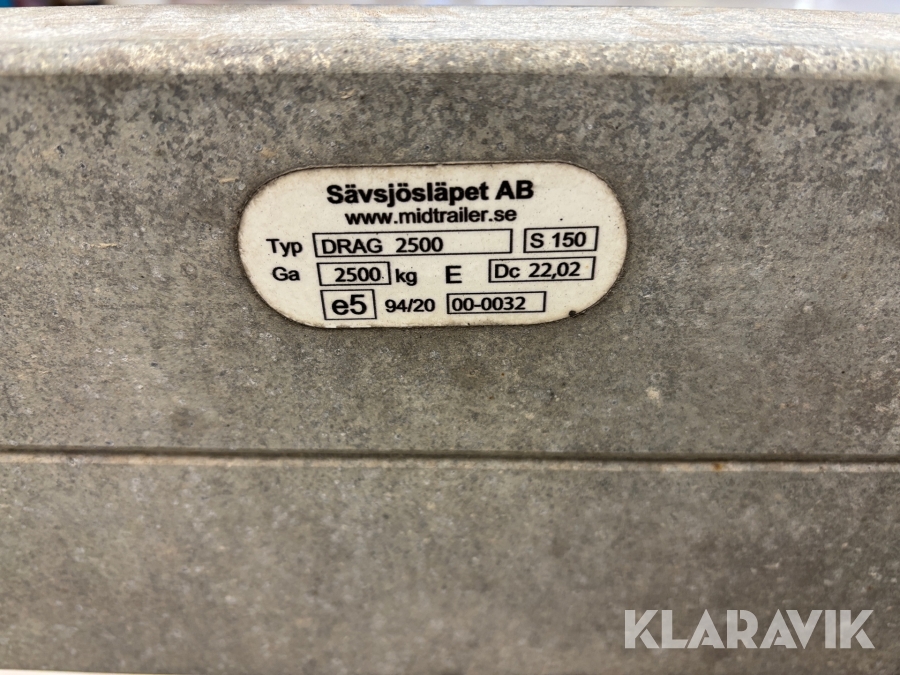 Sävsjösläpet AB
www.midtrailer.se
Typ DRAG 2500 S 150
Ga 2500 kg E Dc 22,02
e5 94/20 00-0032
KLARAVIK